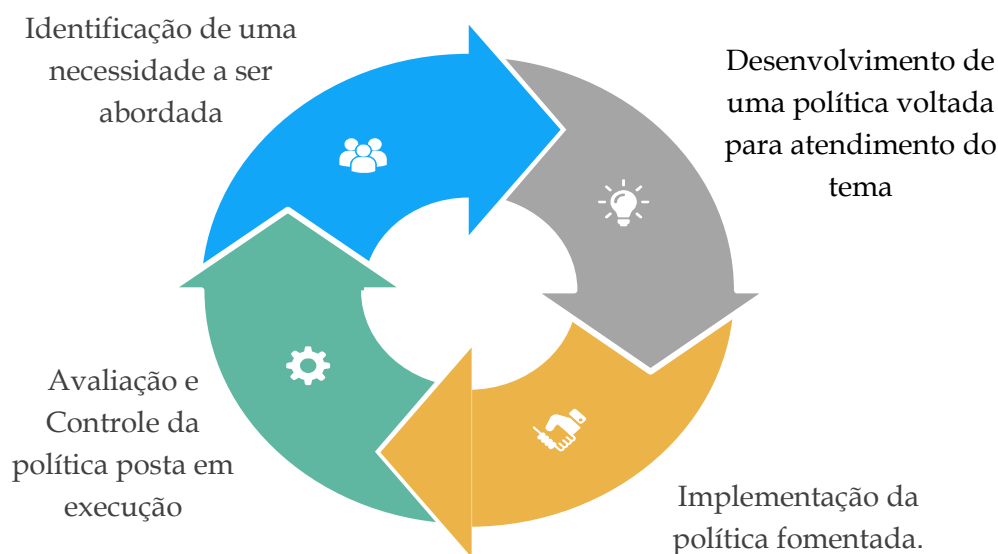 Identificação de uma
necessidade a ser
abordada
Desenvolvimento de
uma política voltada
para atendimento do
tema
Implementação da
política fomentada.
Avaliação e
Controle da
política posta em
execução